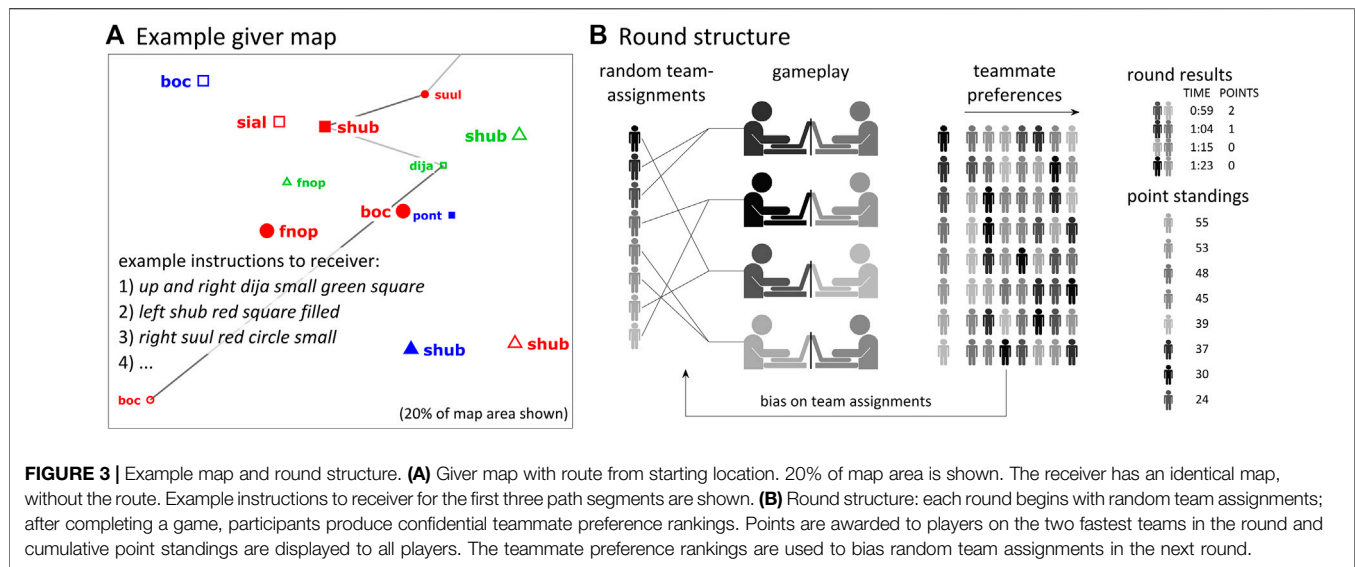 A Example giver map
boc
suul
sial
shub
shub
dija
fnop
boc
pont
fnop
example instructions to receiver:
1) up and right dija small green square
2) left shub red square filled
3) right suul red circle small
4) ...
shub
shub
boc
(20% of map area shown)
B Round structure
random team-
assignments
gameplay
teammate
preferences
bias on team assignments
round results
TIME POINTS
0:59 2
1:04 1
1:15 0
1:23 0
point standings
55
53
48
45
39
37
30
24
FIGURE 3 | Example map and round structure. (A) Giver map with route from starting location. 20% of map area is shown. The receiver has an identical map,
without the route. Example instructions to receiver for the first three path segments are shown. (B) Round structure: each round begins with random team assignments;
after completing a game, participants produce confidential teammate preference rankings. Points are awarded to players on the two fastest teams in the round and
cumulative point standings are displayed to all players. The teammate preference rankings are used to bias random team assignments in the next round.